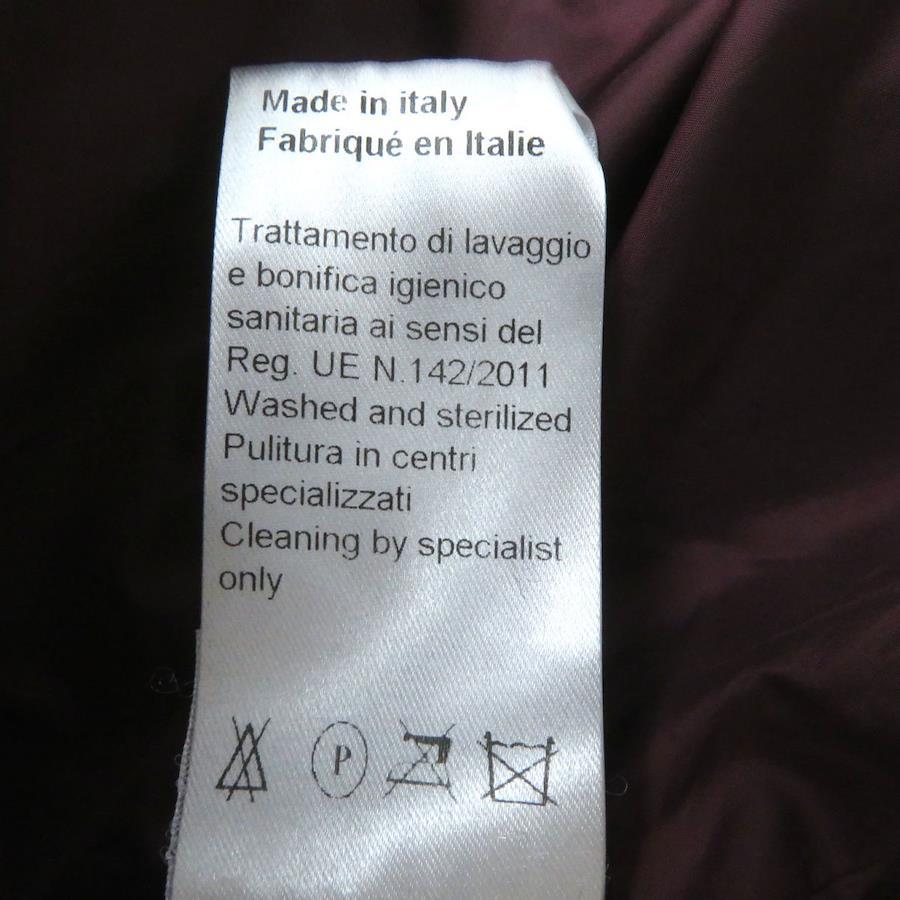 Made in italy
Fabriqué en Italie
Trattamento di lavaggio
e bonifica igienico
sanitaria ai sensi del
Reg. UE N.142/2011
Washed and sterilized
Pulitura in centri
specializzati
Cleaning by specialist
only
P